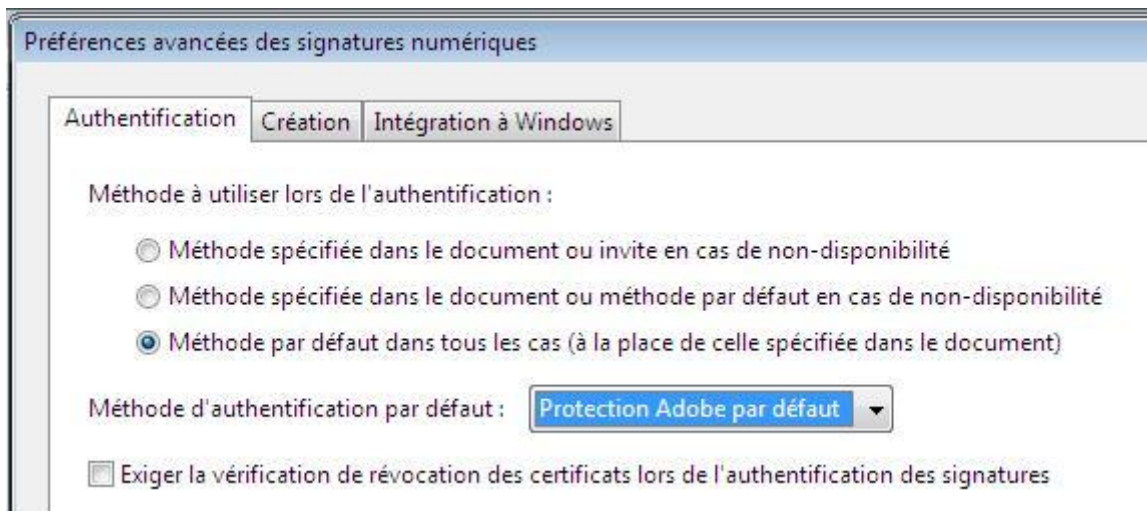 Préférences avancées des signatures numériques
Authentification Création Intégration à Windows
Méthode à utiliser lors de l'authentification :
Méthode spécifiée dans le document ou invite en cas de non-disponibilité
Méthode spécifiée dans le document ou méthode par défaut en cas de non-disponibilité
Méthode par défaut dans tous les cas (à la place de celle spécifiée dans le document)
Méthode d'authentification par défaut : Protection Adobe par défaut
Exiger la vérification de révocation des certificats lors de l'authentification des signatures